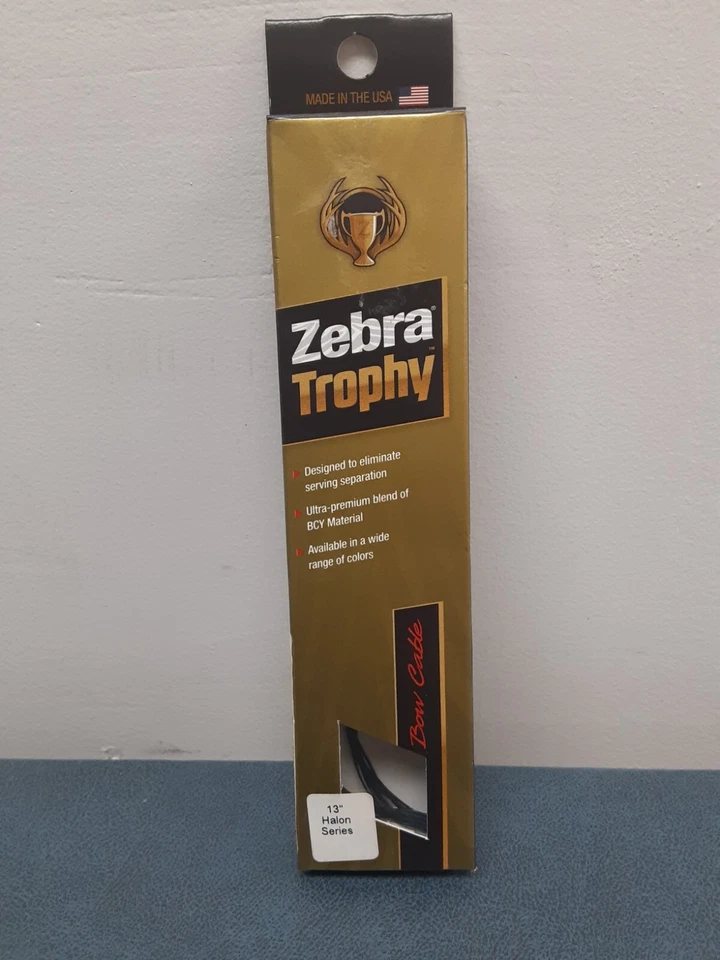 MADE IN THE USA
Z
Zebra®
Trophy™
Designed to eliminate
serving separation
Ultra-premium blend of
BCY Material
Available in a wide
range of colors
Bow Cable
13"
Halon
Series